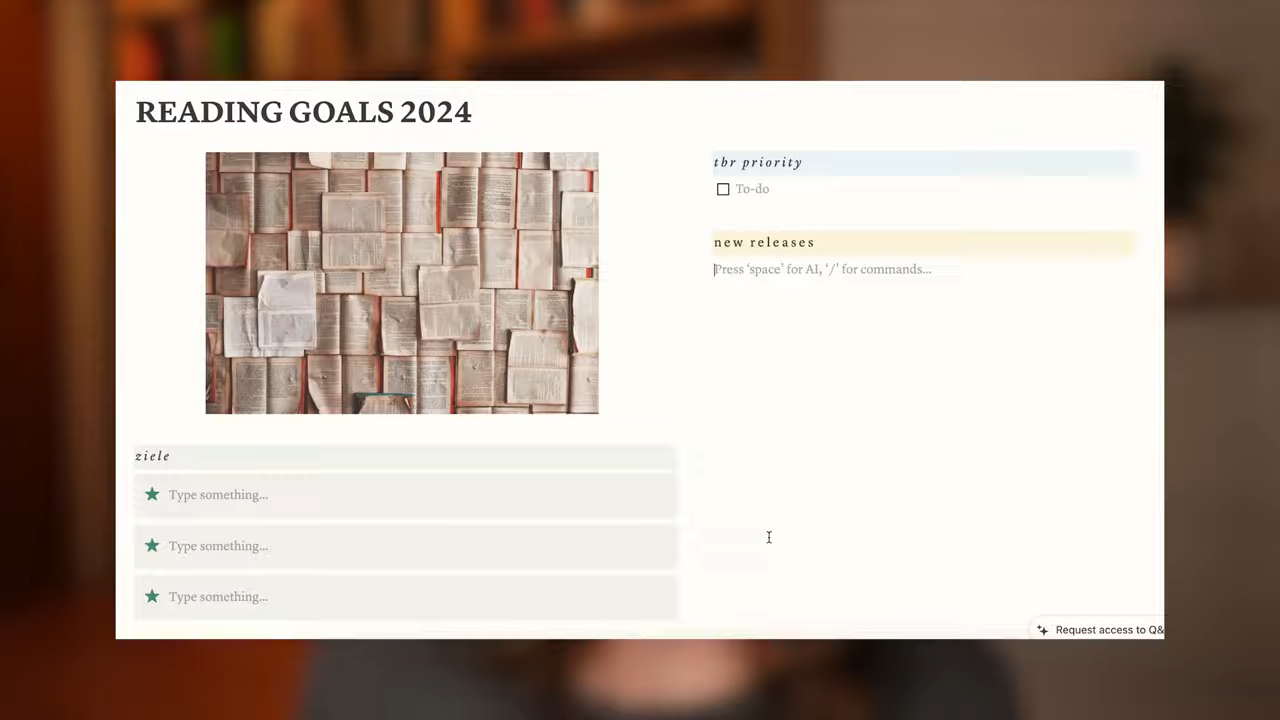 READING GOALS 2024
tbr priority
To-do
new releases
Press ‘space’ for AI, ‘/’ for commands…
ziele
Type something…
Type something…
Type something…
Request access to Q&